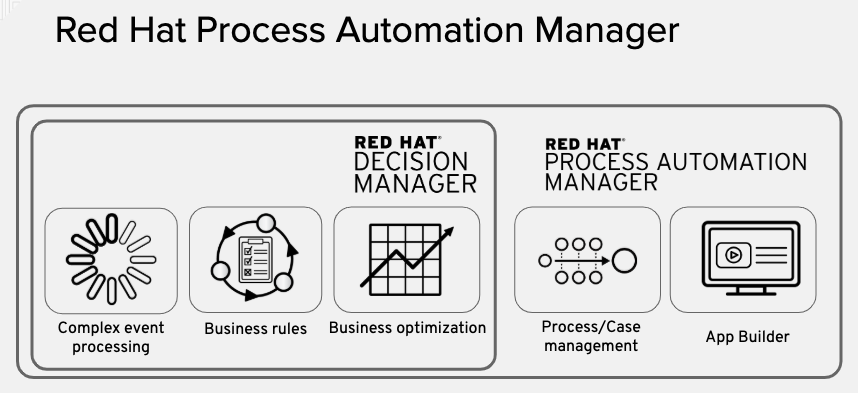 Red Hat Process Automation Manager
RED HAT®
DECISION
MANAGER
RED HAT®
PROCESS AUTOMATION
MANAGER
Complex event
processing
Business rules
Business optimization
Process/Case
management
App Builder